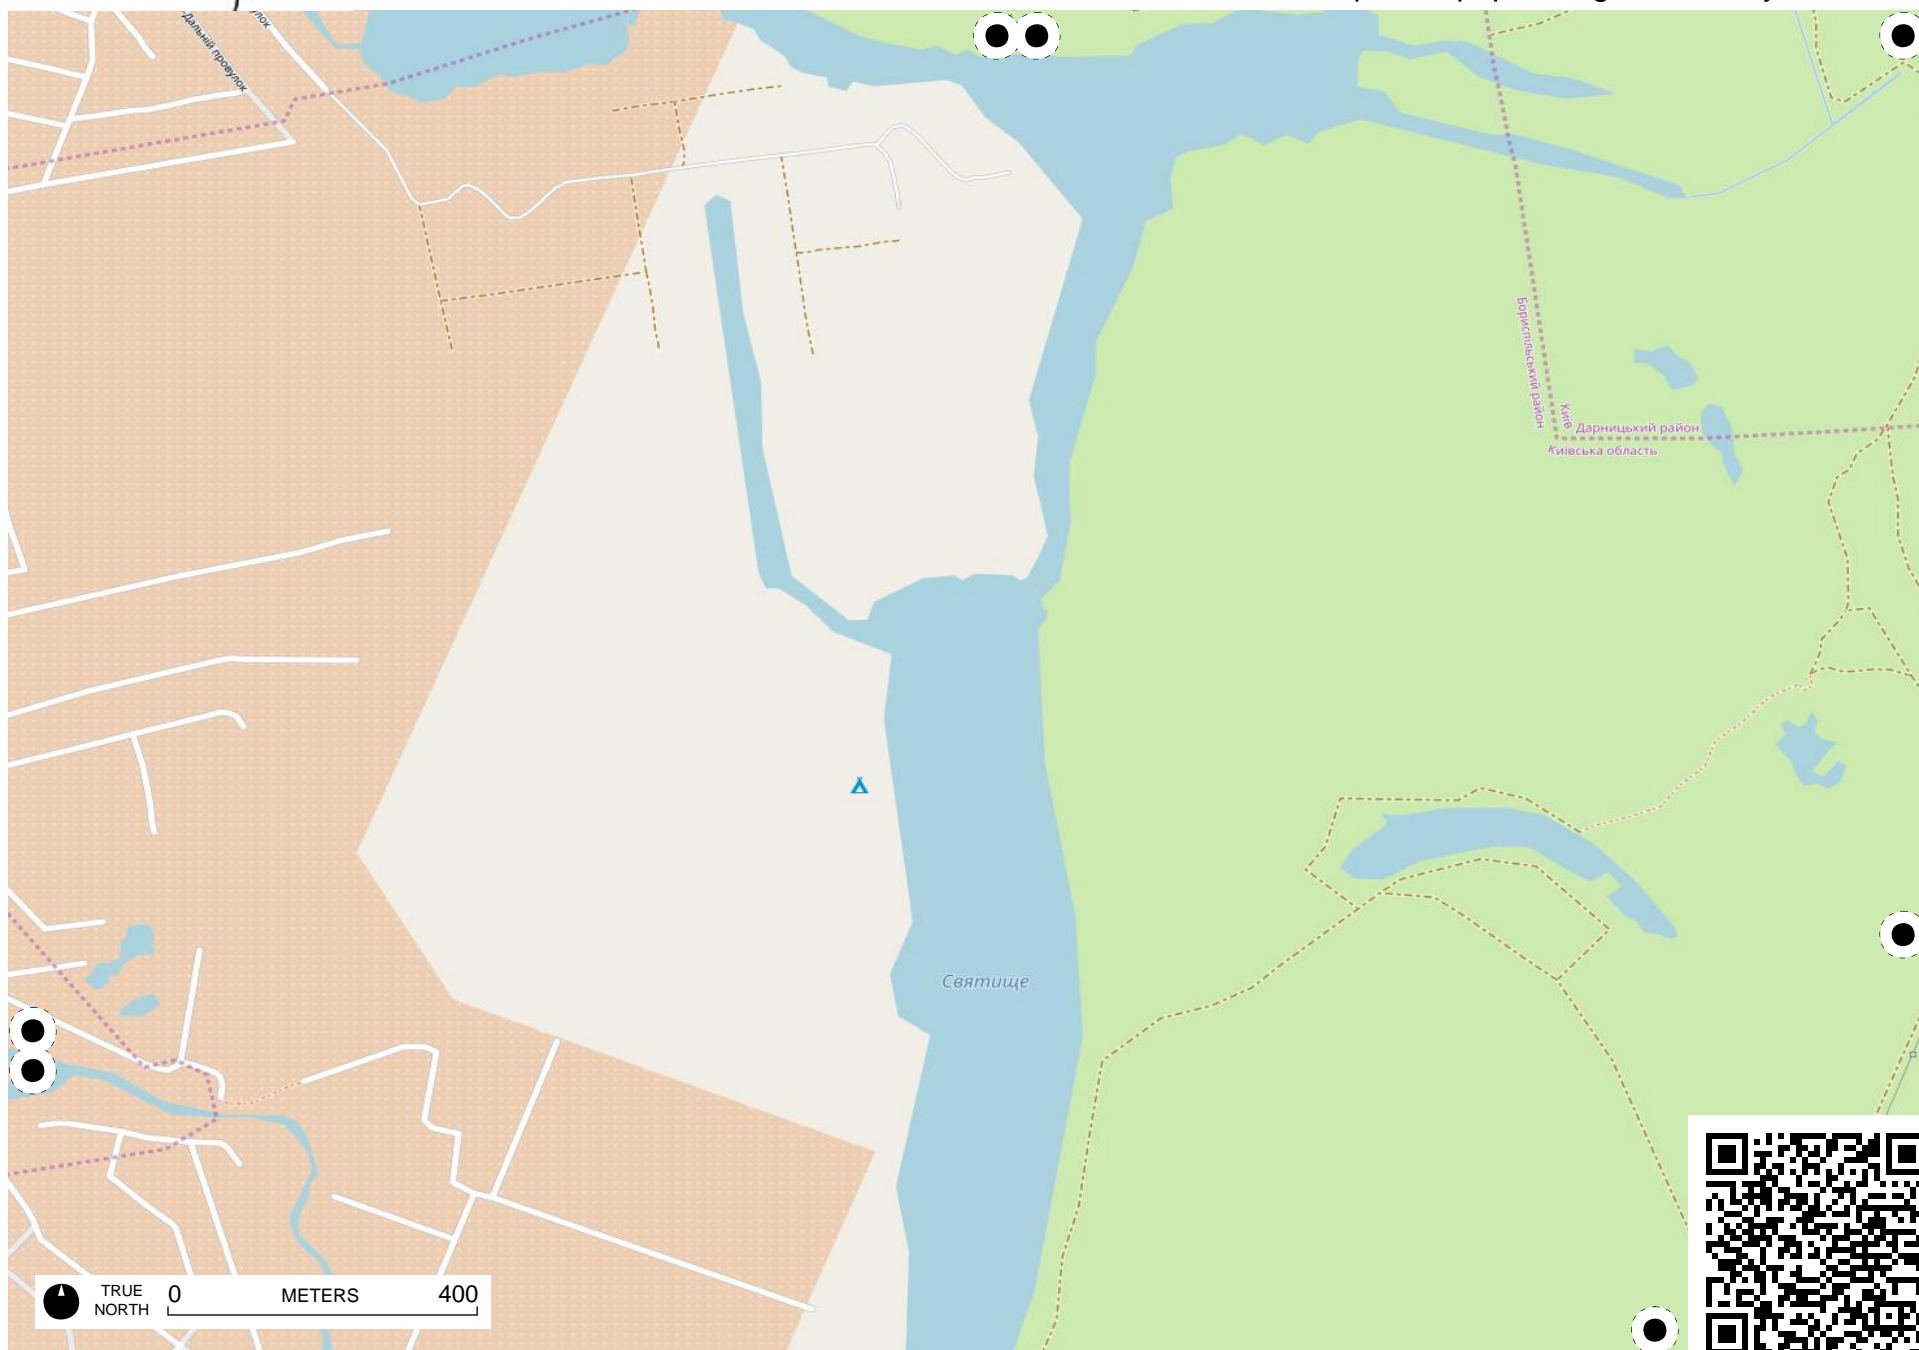 Дальній провулок
Бориспільський район
Київ
Дарницький район
Київська область
Святище
TRUE
NORTH
0
METERS
400